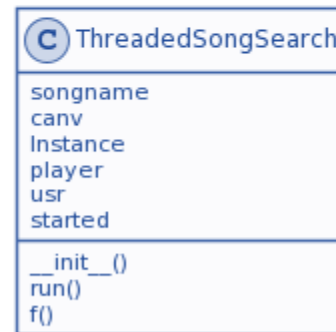 C ThreadedSongSearch
songname
canv
Instance
player
usr
started
__init__()
run()
f()